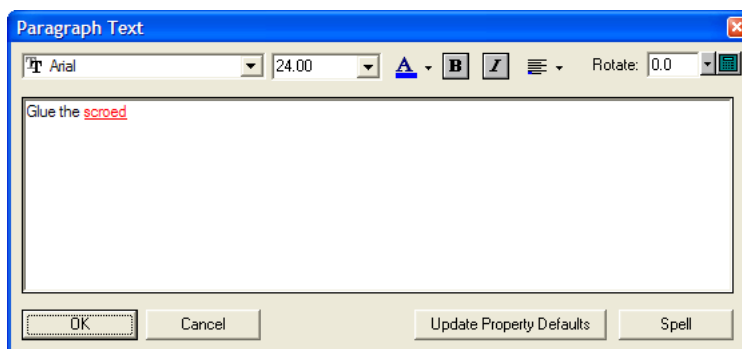 Paragraph Text
Arial 24.00 A B I Rotate: 0.0
Glue the scroed
OK Cancel Update Property Defaults Spell